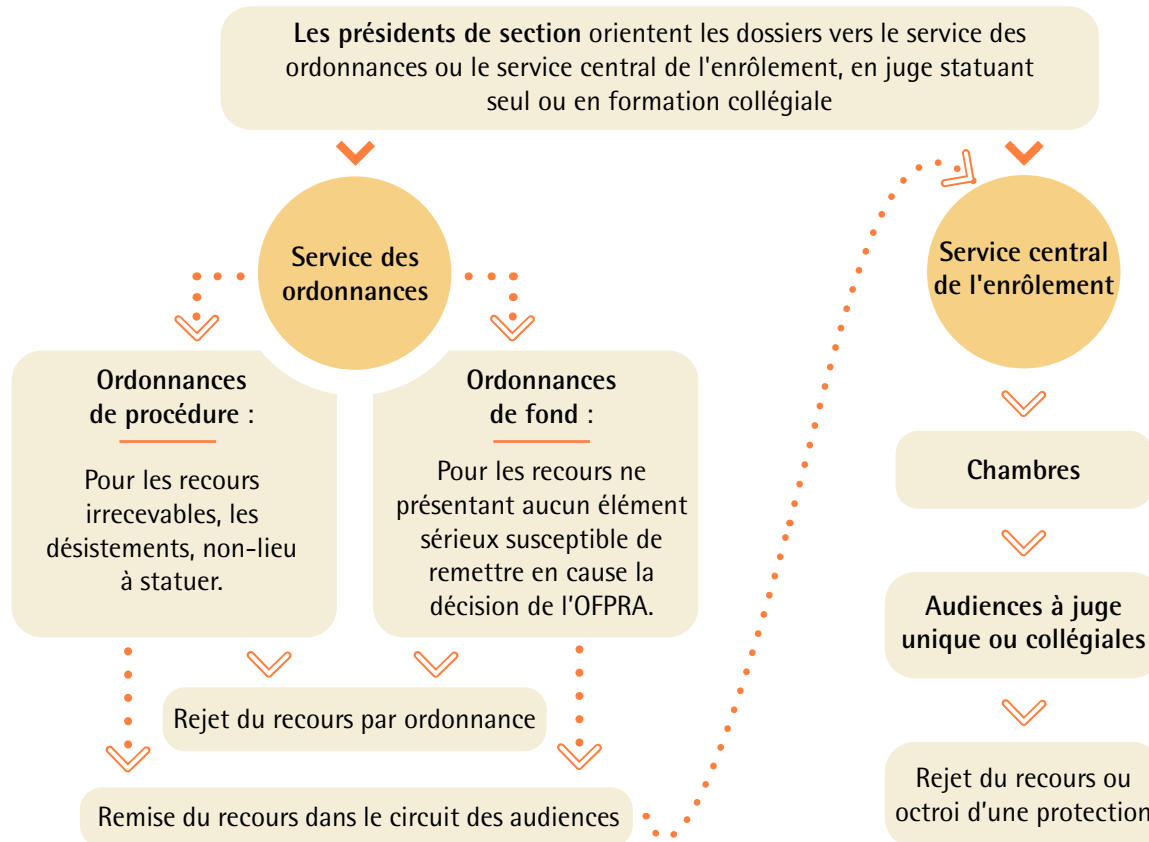 Les présidents de section orientent les dossiers vers le service des
ordonnances ou le service central de l'enrôlement, en juge statuant
seul ou en formation collégiale
Service des
ordonnances
Ordonnances
de procédure :
Pour les recours
irrecevables, les
désistements, non-lieu
à statuer.
Ordonnances
de fond :
Pour les recours ne
présentant aucun élément
sérieux susceptible de
remettre en cause la
décision de l'OFPRA.
Rejet du recours par ordonnance
Remise du recours dans le circuit des audiences
Service central
de l'enrôlement
Chambres
Audiences à juge
unique ou collégiales
Rejet du recours ou
octroi d'une protection